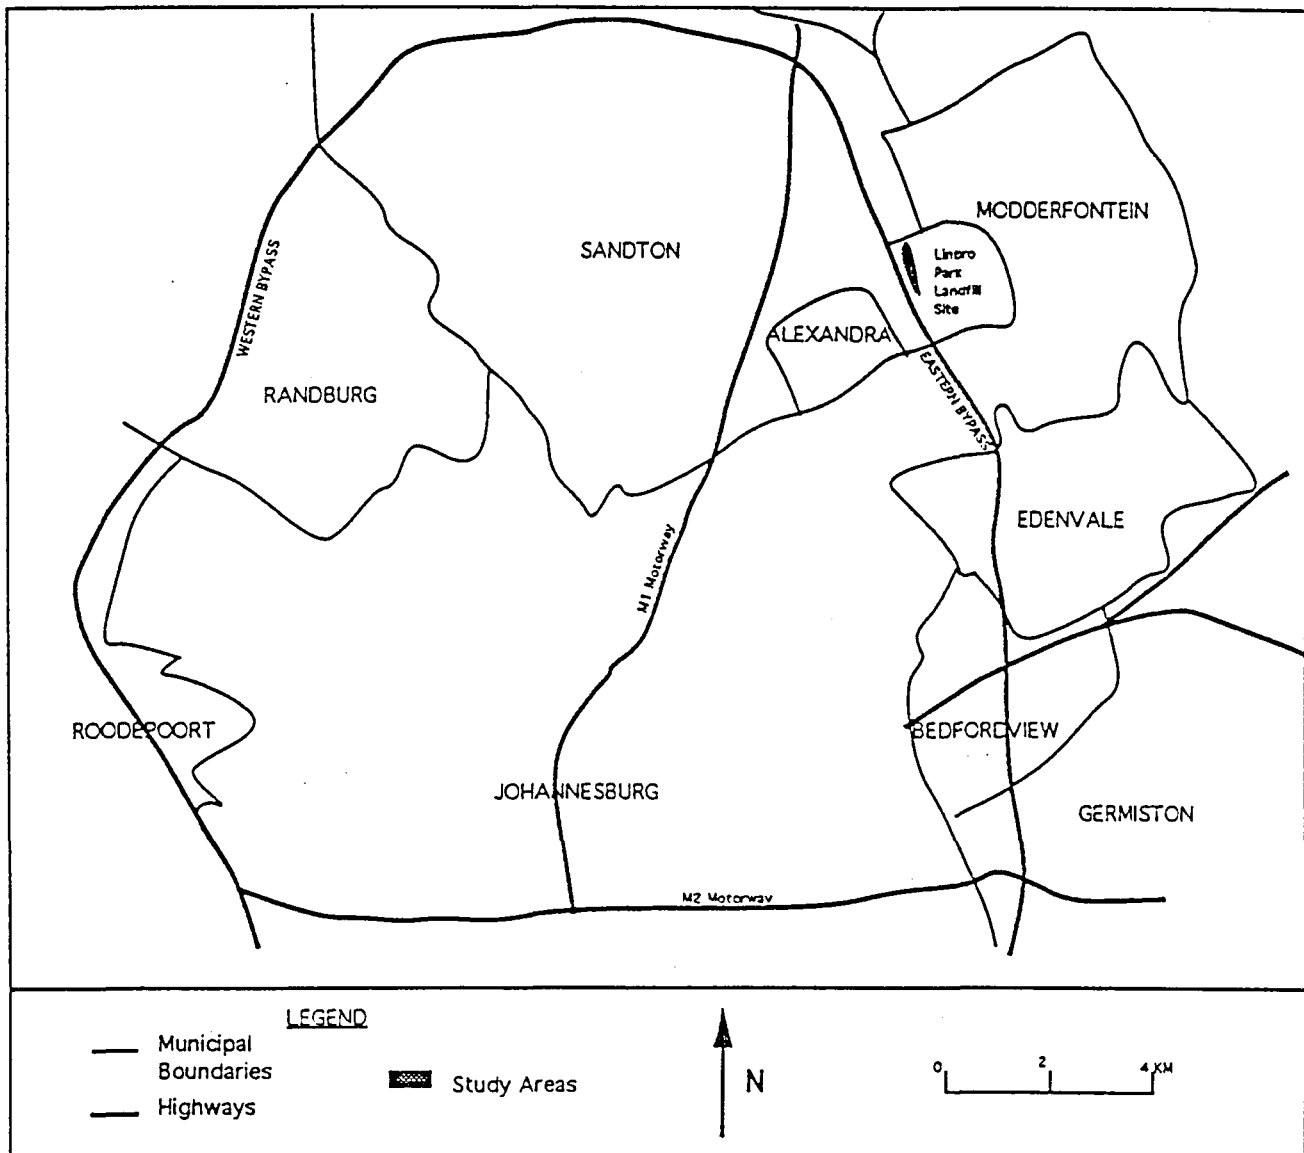 MODDERFONTEIN
SANDTON
Linbro
Park
Landfill
Site
WESTERN BYPASS
ALEXANDRA
EASTERN BYPASS
RANDBURG
EDENVALE
M1 Motorway
ROODEPOORT
BEDFORDVIEW
JOHANNESBURG
GERMISTON
M2 Motorway
LEGEND
Municipal
Boundaries
Highways
Study Areas
N
0 2 4 KM